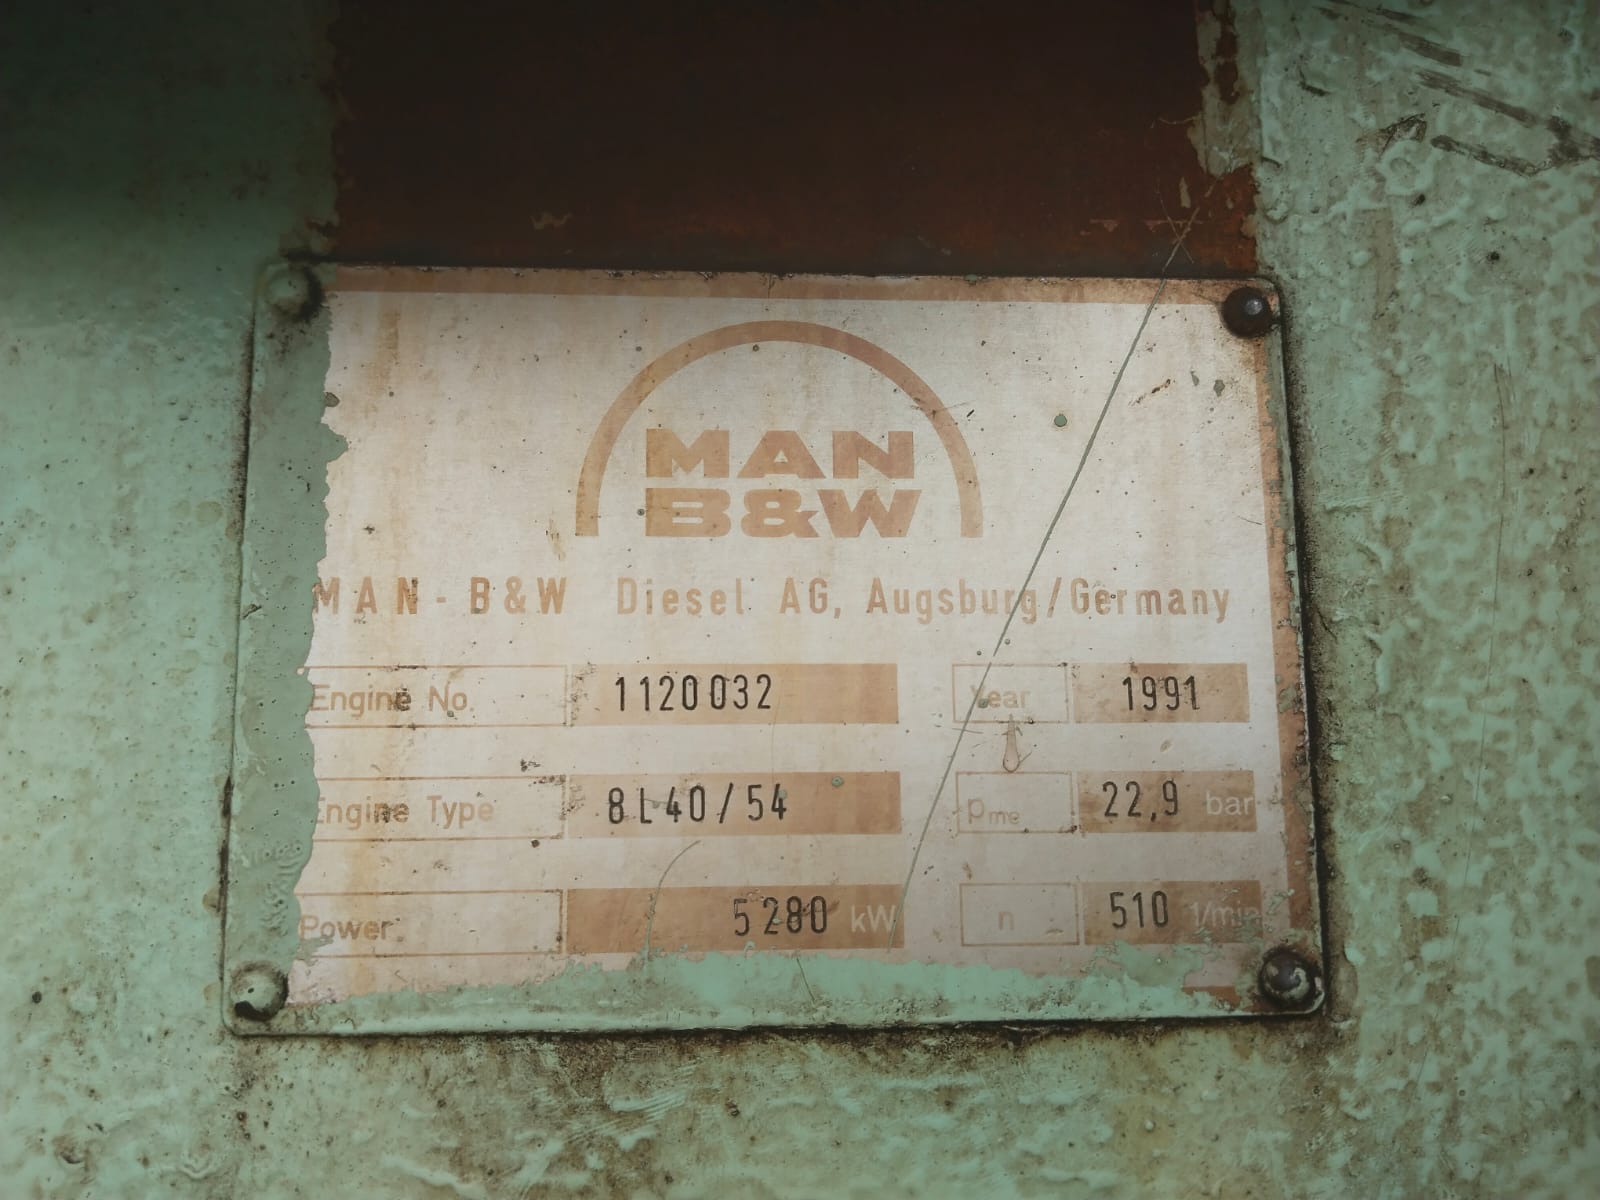 MAN
B&W
MAN-B&W Diesel AG, Augsburg/Germany
Engine No. 1120032 Year 1991
Engine Type 8L40/54 pme 22,9 bar
Power 5280 kW n 510 1/min